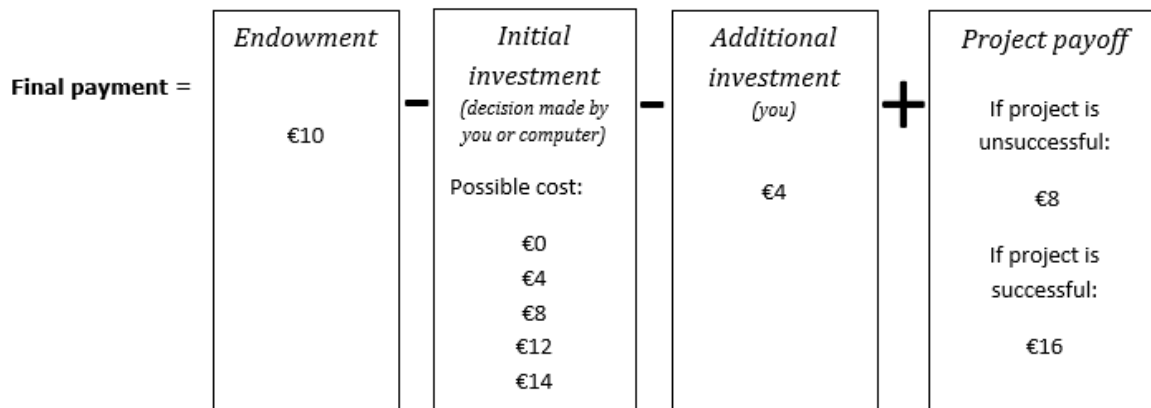 Final payment =
Endowment
€10
−
Initial
investment
(decision made by
you or computer)
Possible cost:
€0
€4
€8
€12
€14
−
Additional
investment
(you)
€4
+
Project payoff
If project is
unsuccessful:
€8
If project is
successful:
€16